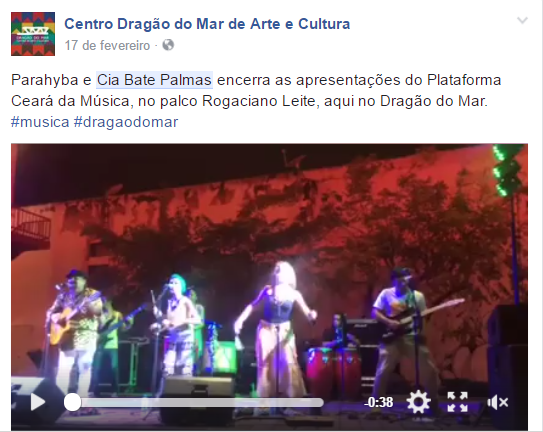 Centro Dragão do Mar de Arte e Cultura
17 de fevereiro ·
Parahyba e Cia Bate Palmas encerra as apresentações do Plataforma
Ceará da Música, no palco Rogaciano Leite, aqui no Dragão do Mar.
#musica #dragaodomar
-0:38